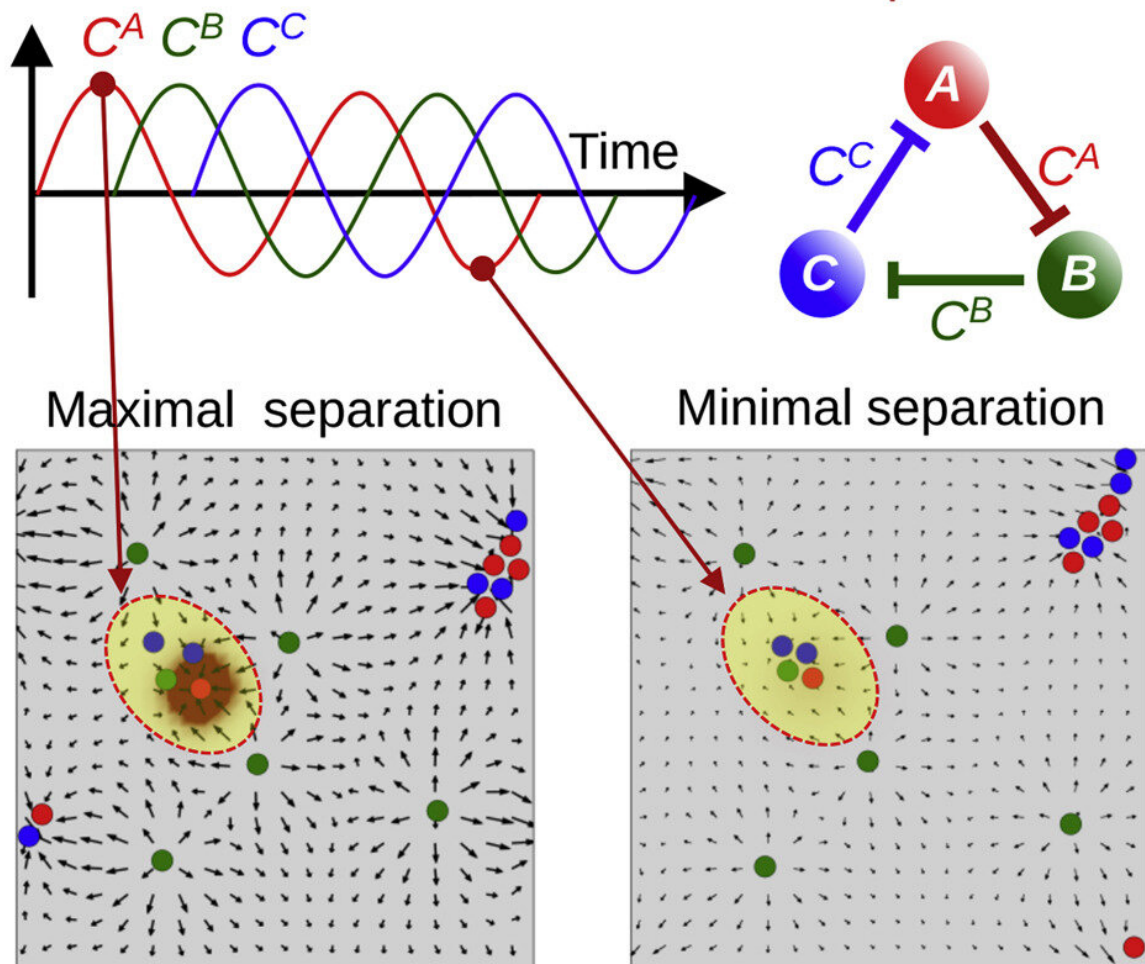 C^A C^B C^C
Time
A
C^C
C^A
C
B
C^B
Maximal separation
Minimal separation